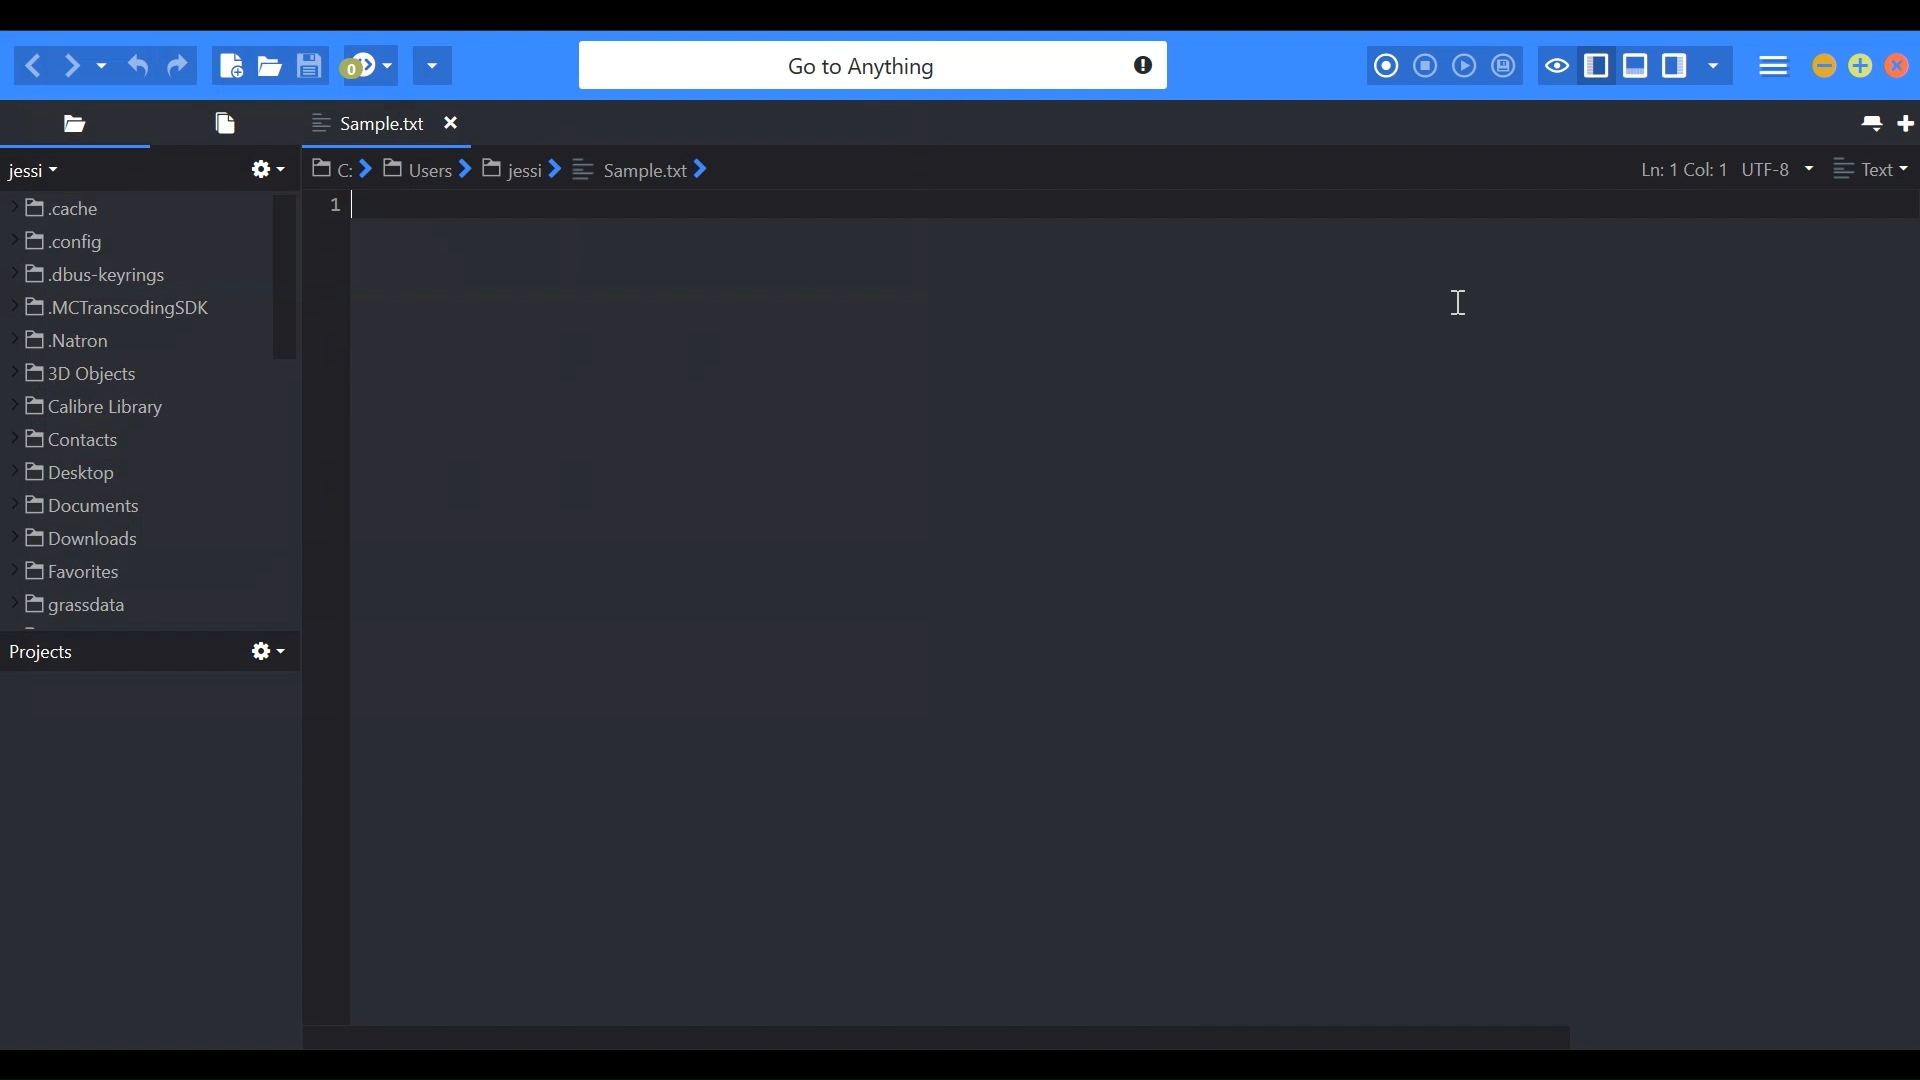 0
Go to Anything
Sample.txt
jessi
C: Users jessi Sample.txt
Ln: 1 Col: 1 UTF-8 Text
1
.cache
.config
.dbus-keyrings
.MCTranscodingSDK
.Natron
3D Objects
Calibre Library
Contacts
Desktop
Documents
Downloads
Favorites
grassdata
Projects